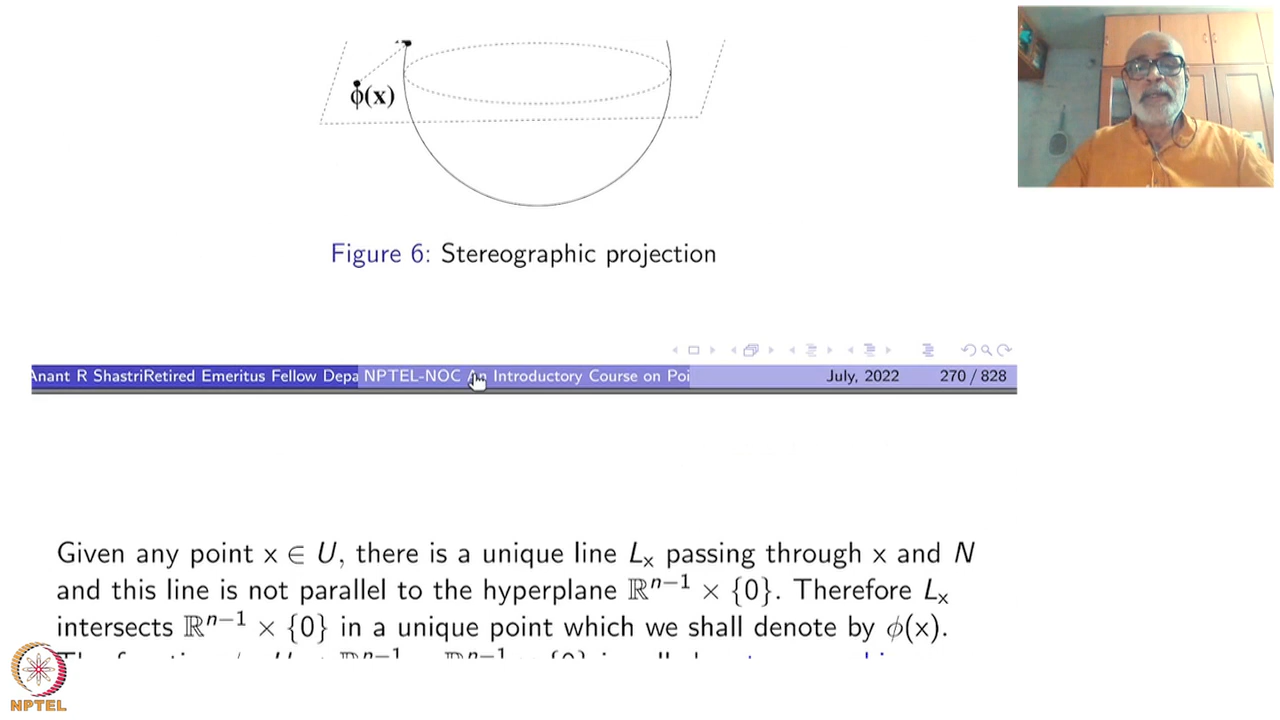 ϕ(x)
Figure 6: Stereographic projection
Anant R ShastriRetired Emeritus Fellow Depa NPTEL-NOC An Introductory Course on Poi July, 2022 270 / 828
Given any point x ∈ U, there is a unique line Lₓ passing through x and N
and this line is not parallel to the hyperplane ℝⁿ⁻¹ × {0}. Therefore Lₓ
intersects ℝⁿ⁻¹ × {0} in a unique point which we shall denote by ϕ(x).
NPTEL